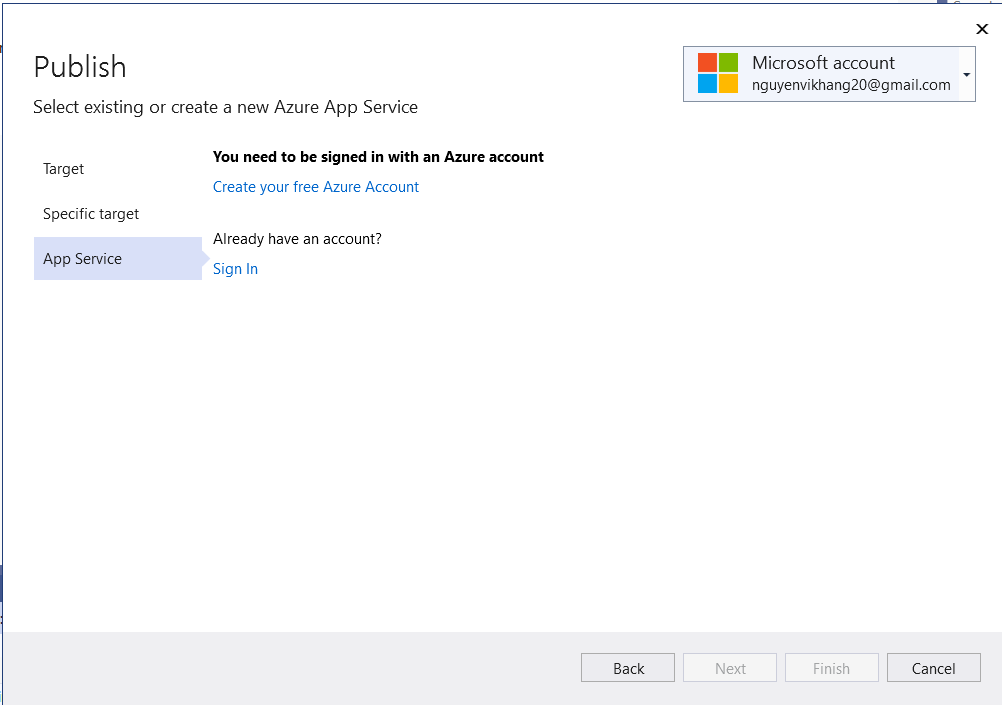 Publish
Select existing or create a new Azure App Service
Microsoft account
nguyenvikhang20@gmail.com
Target
Specific target
App Service
You need to be signed in with an Azure account
Create your free Azure Account
Already have an account?
Sign In
Back
Next
Finish
Cancel